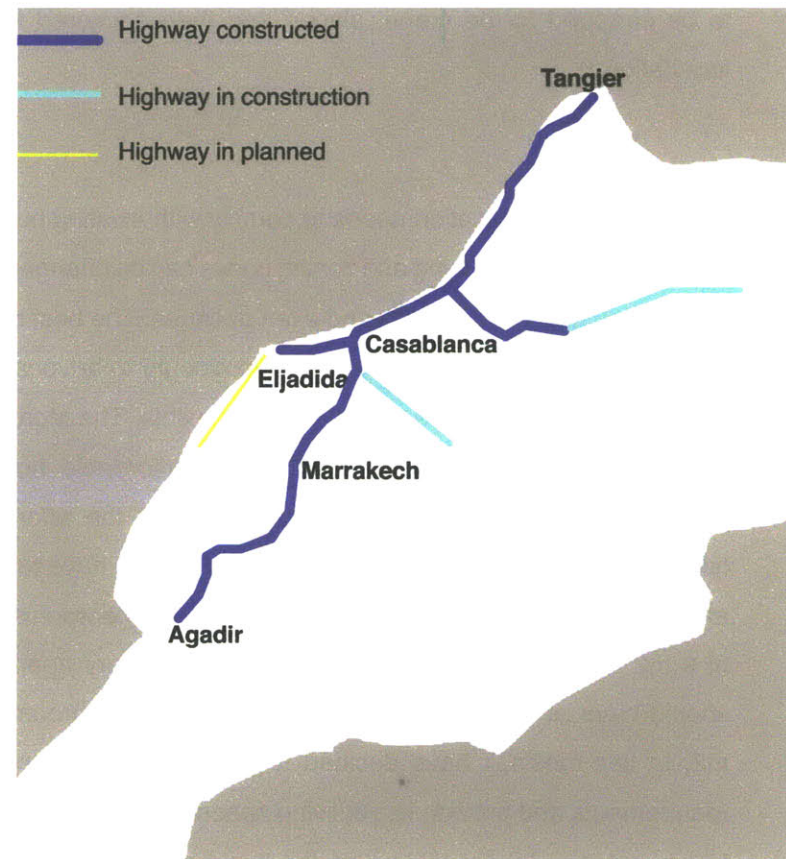 Highway constructed
Highway in construction
Highway in planned
Tangier
Casablanca
Eljadida
Marrakech
Agadir